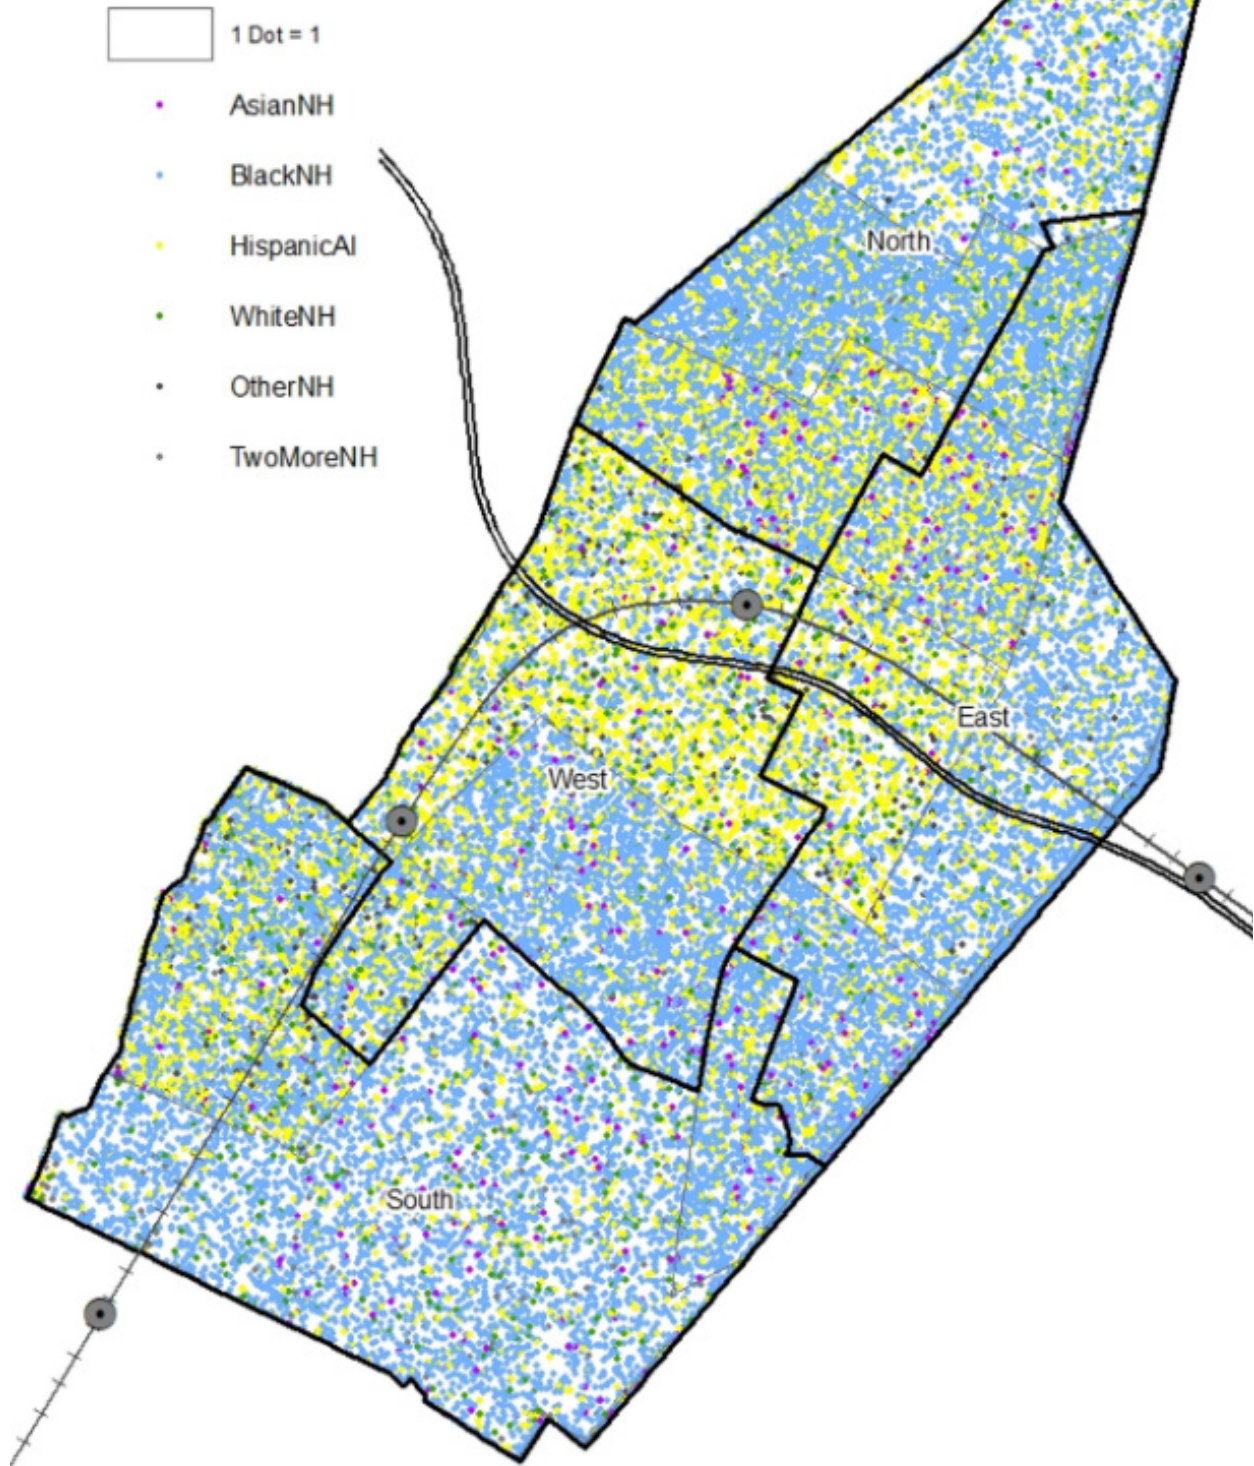 1 Dot = 1
AsianNH
BlackNH
HispanicAl
WhiteNH
OtherNH
TwoMoreNH
North
East
West
South